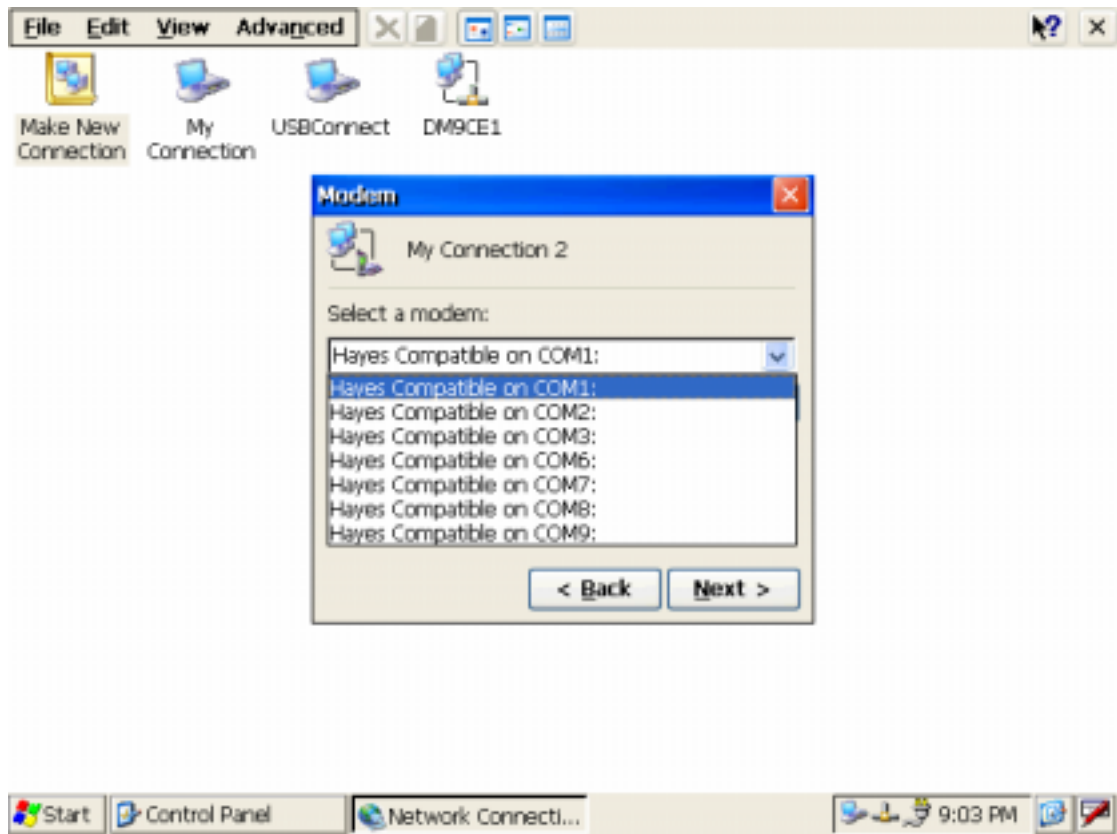 File Edit View Advanced
?
Make New Connection
My Connection
USBConnect
DM9CE1
Modem
My Connection 2
Select a modem:
Hayes Compatible on COM1:
Hayes Compatible on COM1:
Hayes Compatible on COM2:
Hayes Compatible on COM3:
Hayes Compatible on COM6:
Hayes Compatible on COM7:
Hayes Compatible on COM8:
Hayes Compatible on COM9:
< Back Next >
Start Control Panel Network Connecti... 9:03 PM